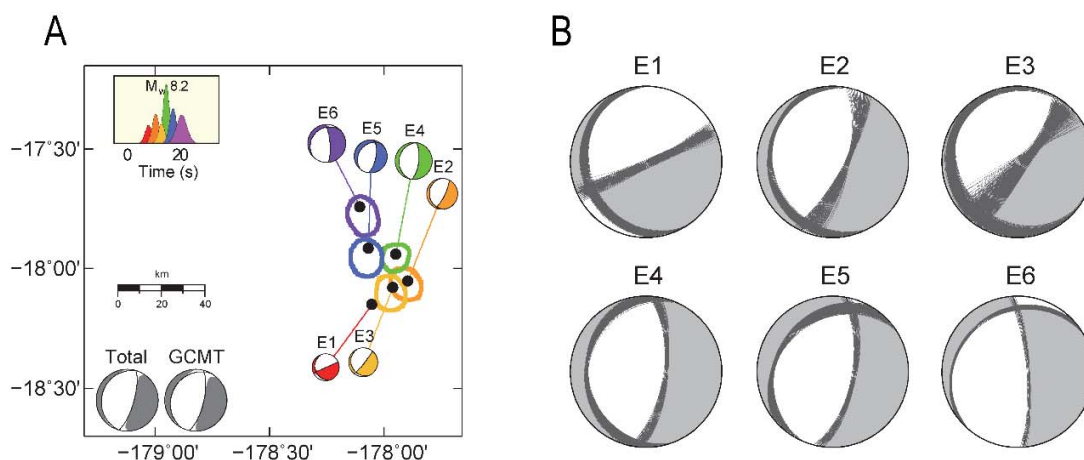 A
B
M_w 8.2
0 20
Time (s)
E6
E5
E4
E2
E1
E3
−17˚30'
−18˚00'
−18˚30'
km
0 20 40
Total GCMT
−179˚00' −178˚30' −178˚00'
E1 E2 E3
E4 E5 E6